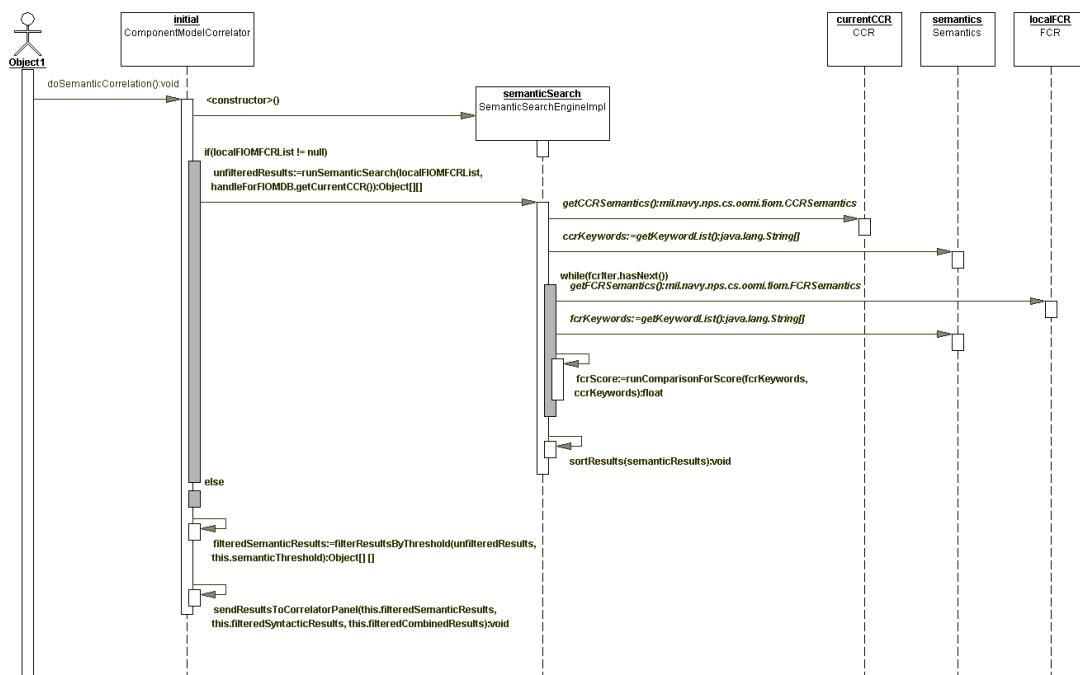 initial
ComponentModelCorrelator
currentCCR
CCR
semantics
Semantics
localFCR
FCR
Object1
doSemanticCorrelation():void
<constructor>()
semanticSearch
SemanticSearchEngineImpl
if(localFIOMFCRList != null)
unfilteredResults:=runSemanticSearch(localFIOMFCRList,
handleForFIOMDB.getCurrentCCR()):Object[][]
getCCRSemantics():mil.navy.nps.cs.oomi.fiom.CCRSemantics
ccrKeywords:=getKeywordList():java.lang.String[]
while(fcrIter.hasNext())
getFCRSemantics():mil.navy.nps.cs.oomi.fiom.FCRSemantics
fcrKeywords:=getKeywordList():java.lang.String[]
fcrScore:=runComparisonForScore(fcrKeywords,
ccrKeywords):float
sortResults(semanticResults):void
else
filteredSemanticResults:=filterResultsByThreshold(unfilteredResults,
this.semanticThreshold):Object[] []
sendResultsToCorrelatorPanel(this.filteredSemanticResults,
this.filteredSyntacticResults, this.filteredCombinedResults):void